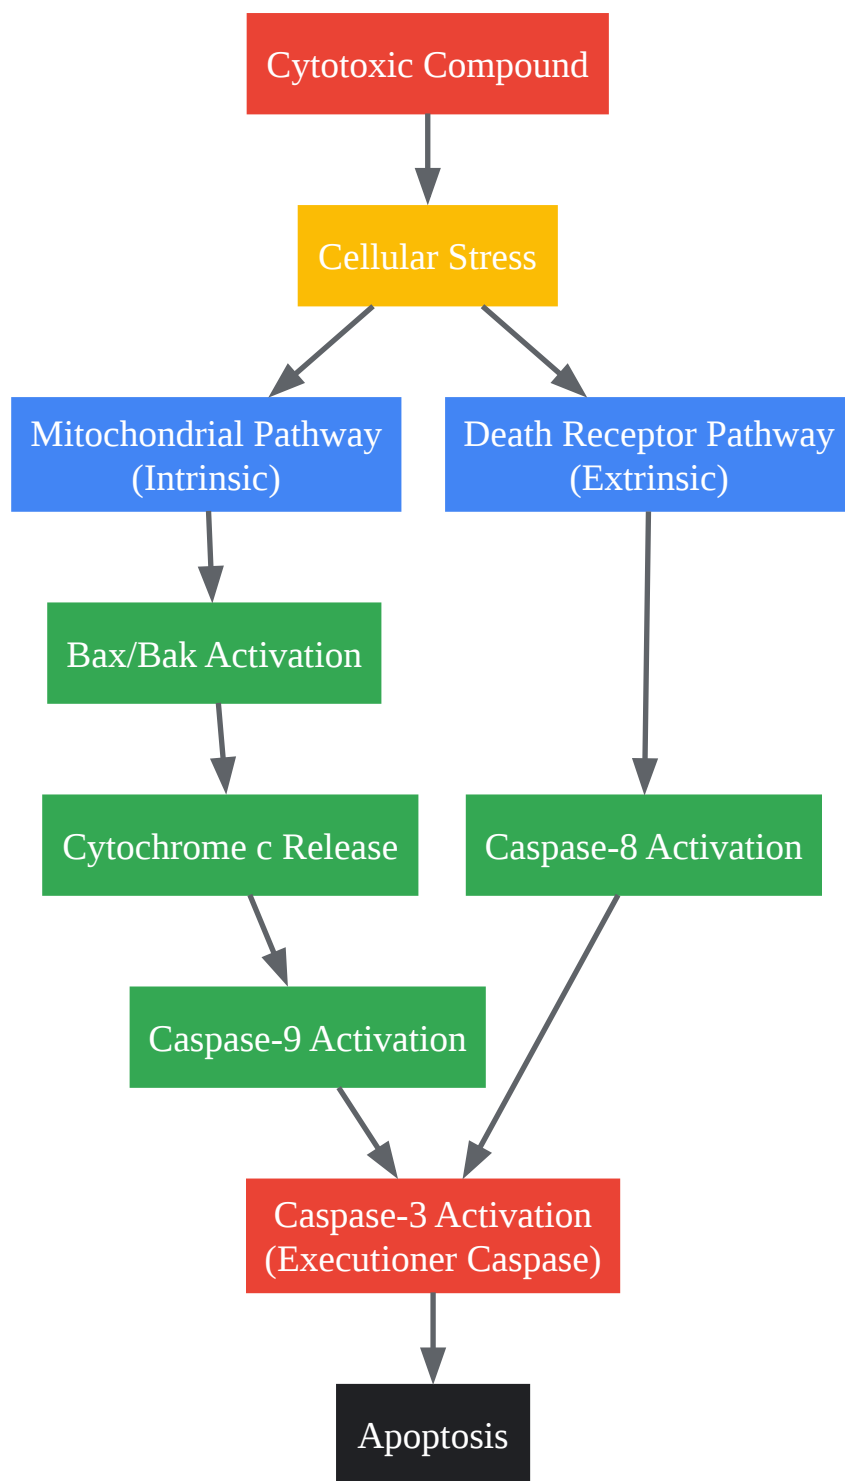 Cytotoxic Compound
Cellular Stress
Mitochondrial Pathway
(Intrinsic)
Death Receptor Pathway
(Extrinsic)
Bax/Bak Activation
Cytochrome c Release
Caspase-8 Activation
Caspase-9 Activation
Caspase-3 Activation
(Executioner Caspase)
Apoptosis